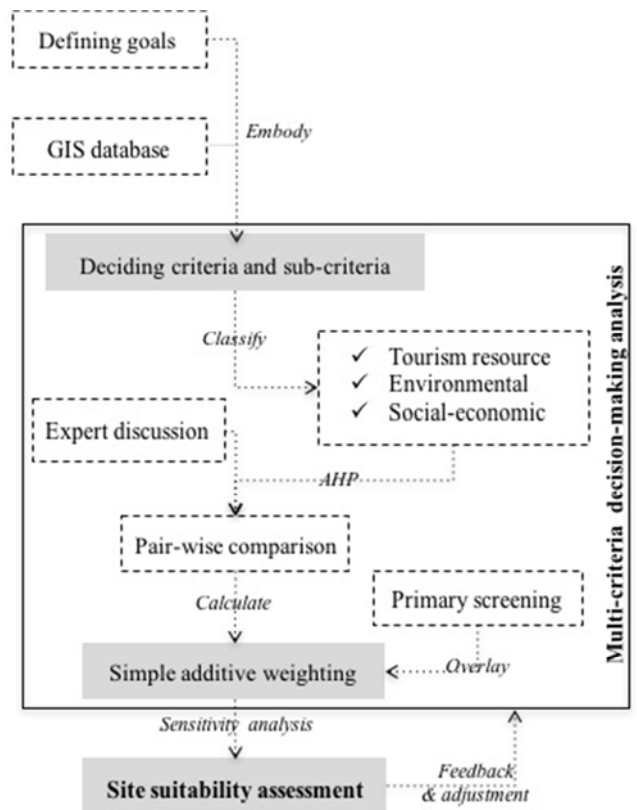 Defining goals
GIS database
Embody
Deciding criteria and sub-criteria
Classify
✓ Tourism resource
✓ Environmental
✓ Social-economic
Expert discussion
AHP
Pair-wise comparison
Calculate
Primary screening
Simple additive weighting
Overlay
Multi-criteria decision-making analysis
Sensitivity analysis
Site suitability assessment
Feedback
& adjustment